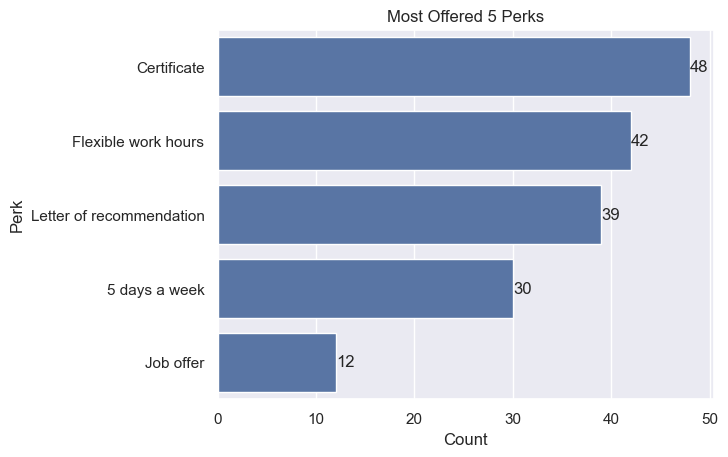 Most Offered 5 Perks
Perk
Certificate
48
Flexible work hours
42
Letter of recommendation
39
5 days a week
30
Job offer
12
0 10 20 30 40 50
Count